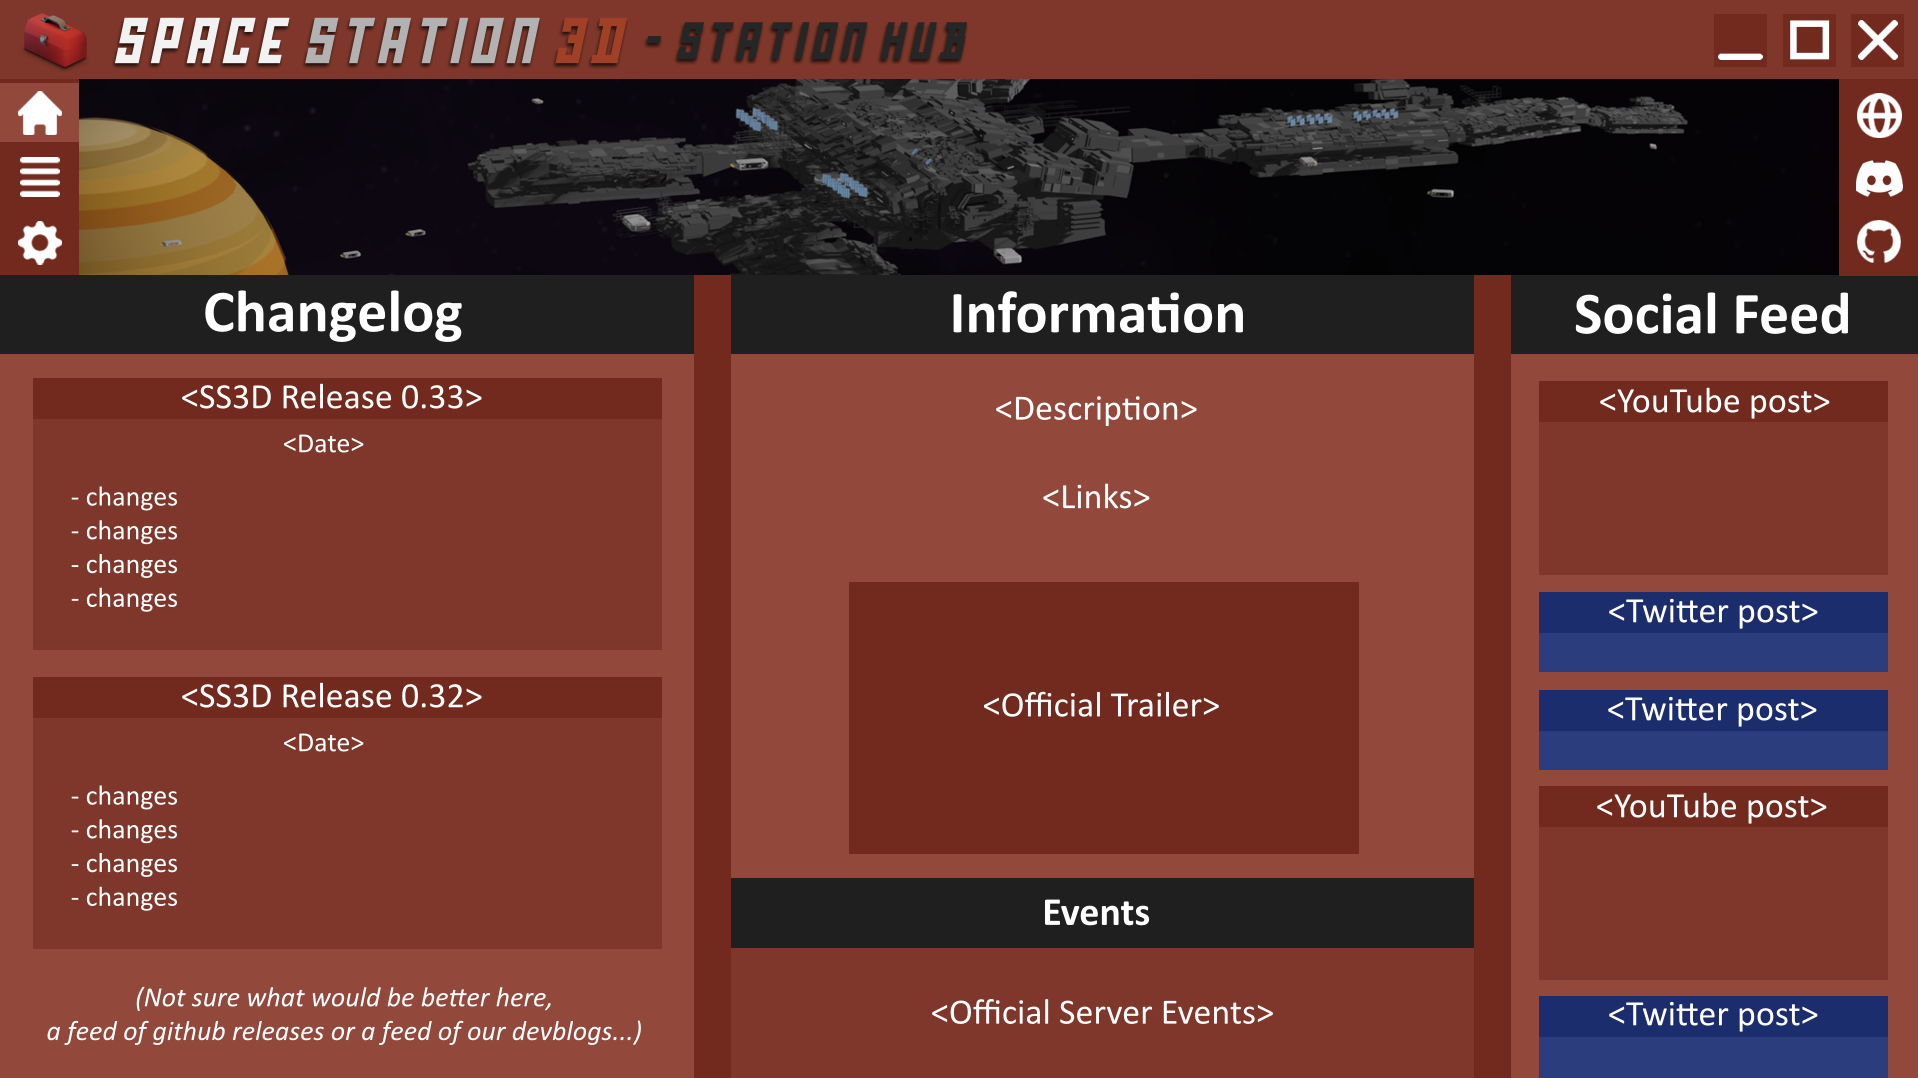 SPACE STATION 3D - STATION HUB
Changelog
<SS3D Release 0.33>
<Date>
- changes
- changes
- changes
- changes
<SS3D Release 0.32>
<Date>
- changes
- changes
- changes
- changes
(Not sure what would be better here,
a feed of github releases or a feed of our devblogs...)
Information
<Description>
<Links>
<Official Trailer>
Events
<Official Server Events>
Social Feed
<YouTube post>
<Twitter post>
<Twitter post>
<YouTube post>
<Twitter post>